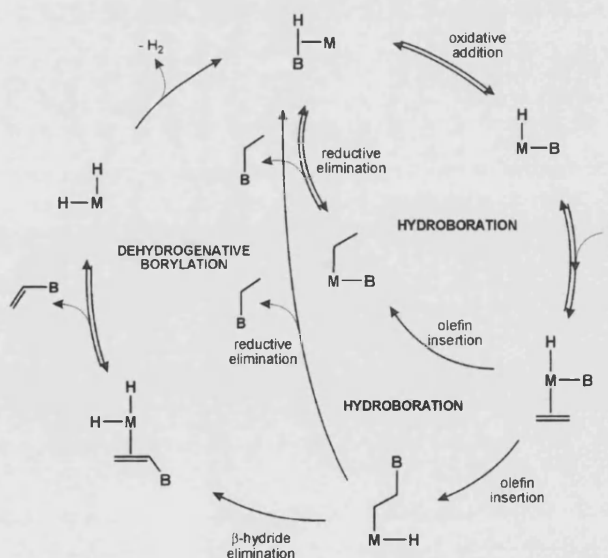 H
- H₂
M
B
oxidative
addition
H
M
B
reductive
elimination
B
H
H
M
HYDROBORATION
DEHYDROGENATIVE
BORYLATION
M
B
B
B
reductive
elimination
olefin
insertion
H
M
B
H
H
M
B
HYDROBORATION
B
olefin
insertion
β-hydride
elimination
M
H